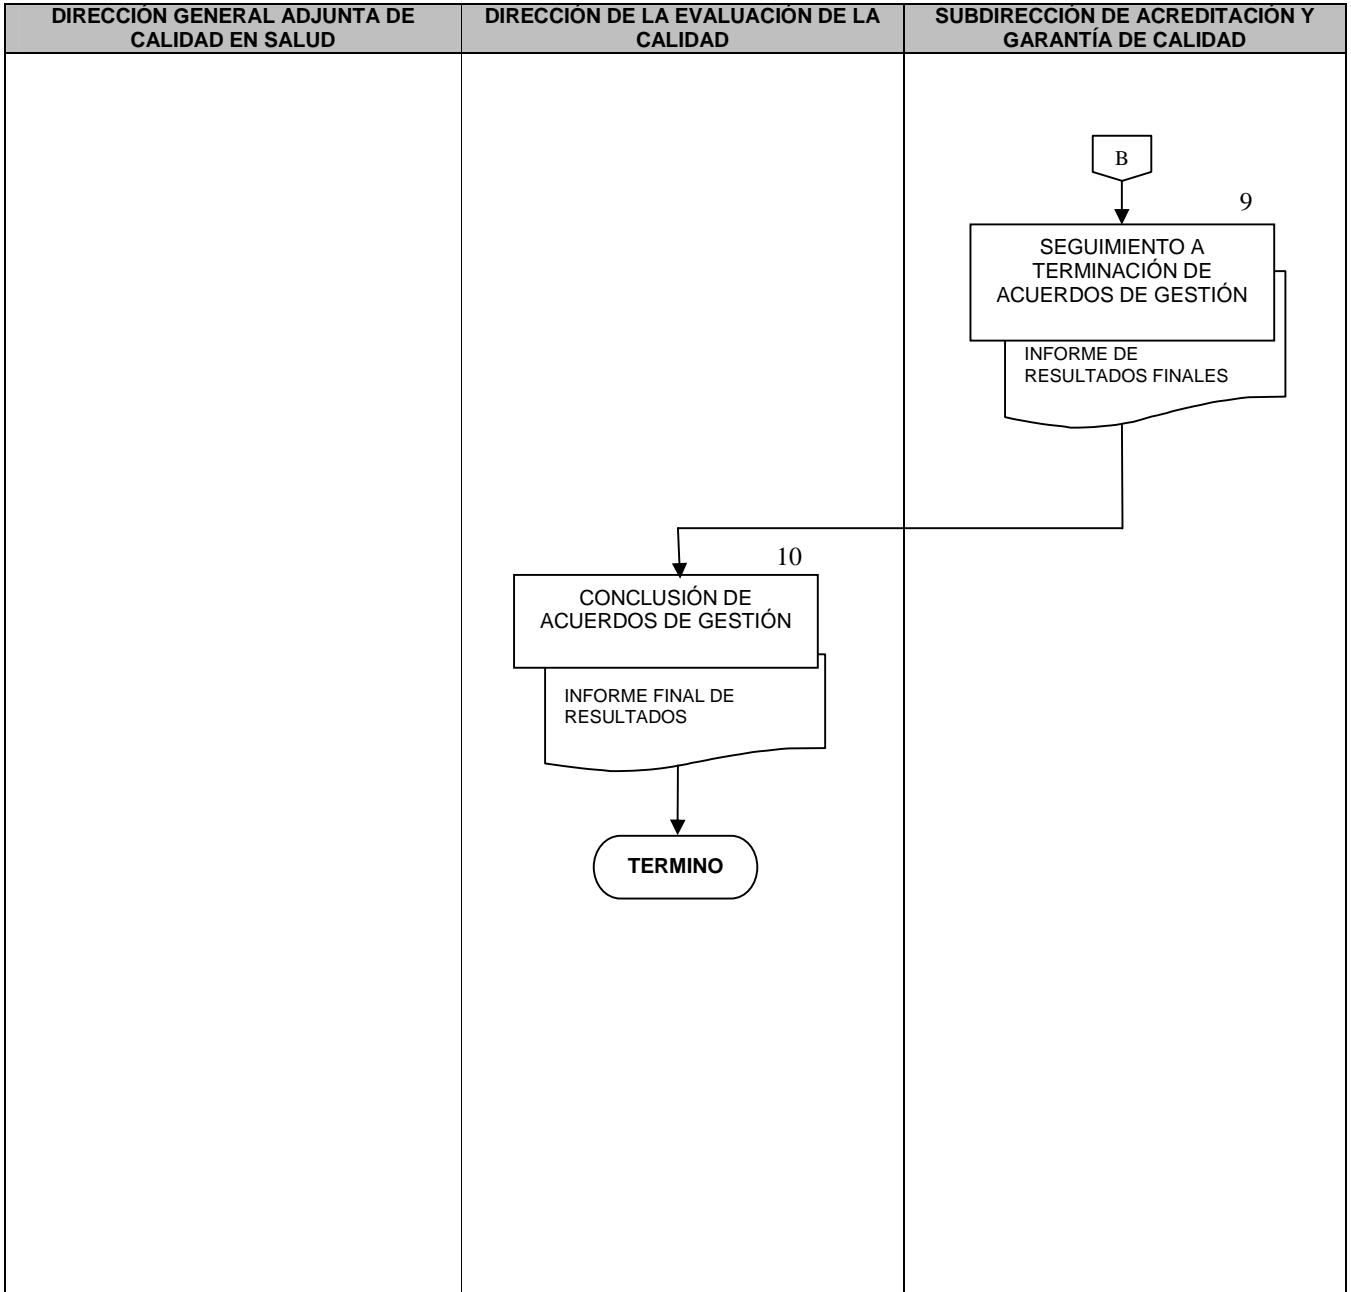 DIRECCIÓN GENERAL ADJUNTA DE
CALIDAD EN SALUD
DIRECCIÓN DE LA EVALUACIÓN DE LA
CALIDAD
SUBDIRECCIÓN DE ACREDITACIÓN Y
GARANTÍA DE CALIDAD
B
9
SEGUIMIENTO A
TERMINACIÓN DE
ACUERDOS DE GESTIÓN
INFORME DE
RESULTADOS FINALES
10
CONCLUSIÓN DE
ACUERDOS DE GESTIÓN
INFORME FINAL DE
RESULTADOS
TERMINO